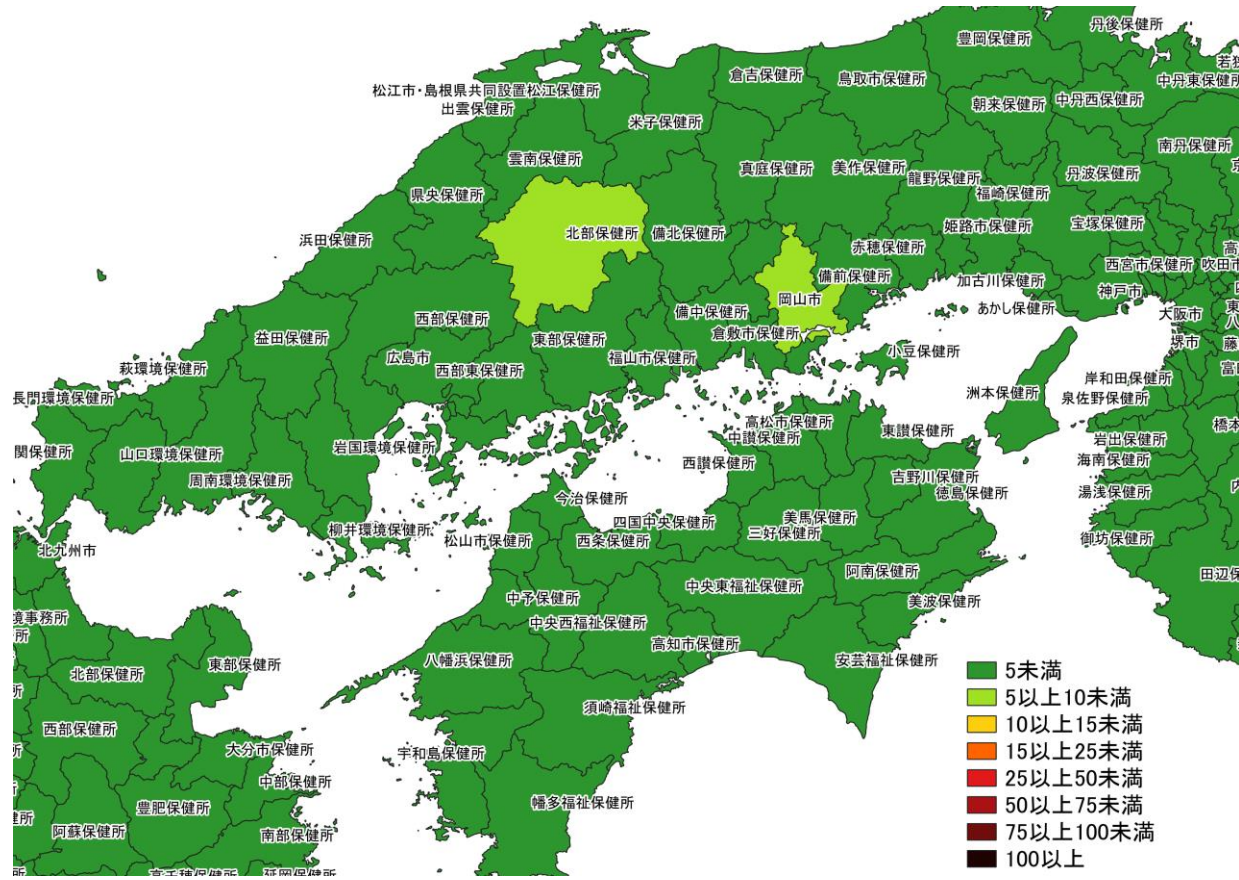 丹後保健所
豊岡保健所
若狭
倉吉保健所
鳥取市保健所
中丹東保健所
松江市・島根県共同設置松江保健所
朝来保健所
中丹西保健所
出雲保健所
米子保健所
南丹保健所
雲南保健所
真庭保健所
美作保健所
龍野保健所
丹波保健所
県央保健所
福崎保健所
浜田保健所
北部保健所
備北保健所
赤穂保健所
姫路市保健所
宝塚保健所
西宮市保健所
吹田市
備前保健所
加古川保健所
神戸市
岡山市
あかし保健所
大阪市
備中保健所
倉敷市保健所
西部保健所
益田保健所
東部保健所
堺市
藤
広島市
福山市保健所
小豆保健所
萩環境保健所
西部東保健所
富田
岸和田保健所
長門環境保健所
洲本保健所
泉佐野保健所
高松市保健所
橋本
中讃保健所
東讃保健所
岩出保健所
関保健所
山口環境保健所
岩国環境保健所
西讃保健所
海南保健所
周南環境保健所
吉野川保健所
徳島保健所
湯浅保健所
今治保健所
四国中央保健所
美馬保健所
柳井環境保健所
松山市保健所
西条保健所
三好保健所
御坊保健所
北九州市
阿南保健所
田辺保
中央東福祉保健所
中予保健所
美波保健所
境事務所
中央西福祉保健所
所
高知市保健所
東部保健所
八幡浜保健所
安芸福祉保健所
北部保健所
須崎福祉保健所
西部保健所
大分市保健所
宇和島保健所
中部保健所
豊肥保健所
幡多福祉保健所
阿蘇保健所
南部保健所
高千穂保健所
延岡保健所
5未満
5以上10未満
10以上15未満
15以上25未満
25以上50未満
50以上75未満
75以上100未満
100以上